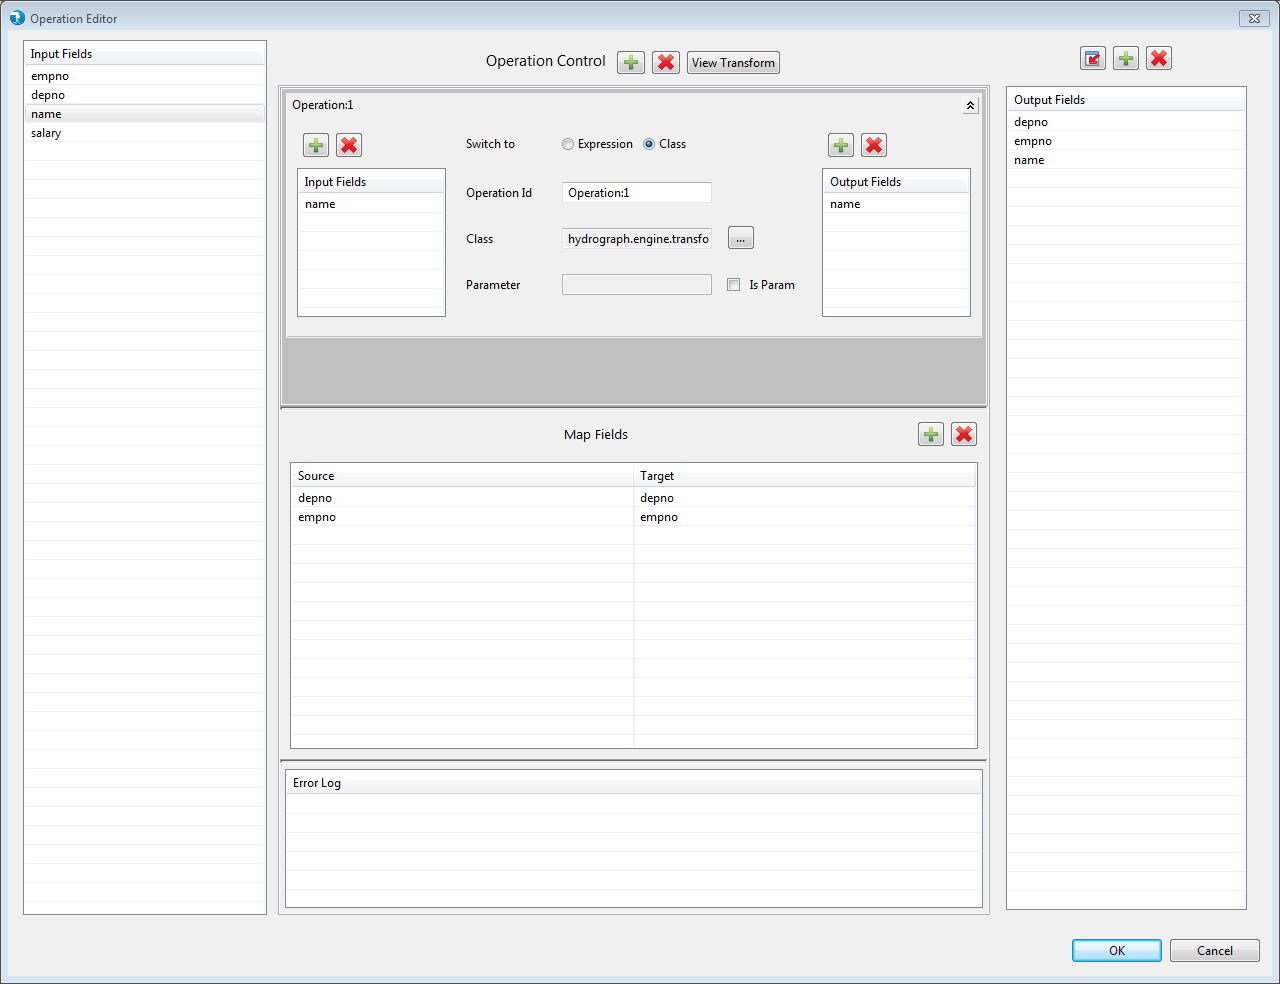 Operation Editor
Input Fields
empno
depno
name
salary
Operation Control
View Transform
Operation:1
Switch to
Expression
Class
Input Fields
name
Operation Id
Operation:1
Class
hydrograph.engine.transfo
...
Parameter
Is Param
Output Fields
name
Map Fields
Source Target
depno depno
empno empno
Error Log
Output Fields
depno
empno
name
OK
Cancel